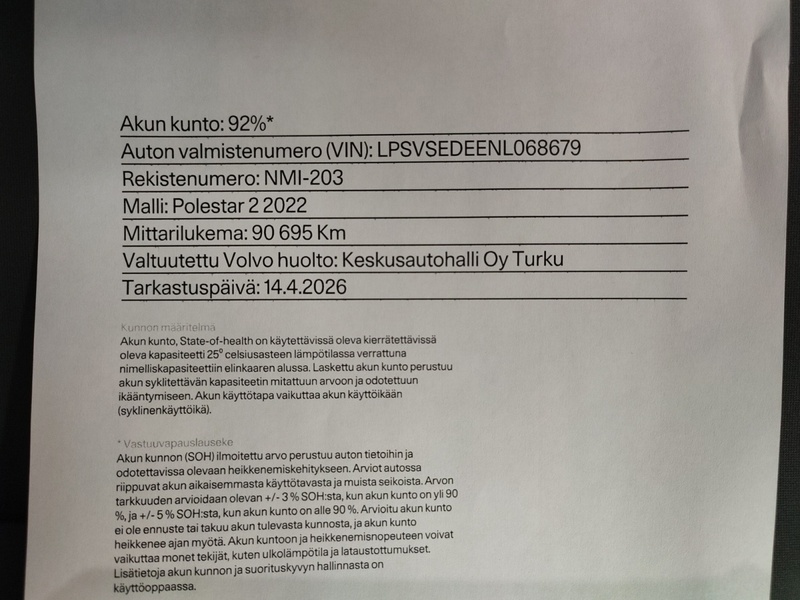 Akun kunto: 92%*
Auton valmistenumero (VIN): LPSVSEDEENL068679
Rekistenumero: NMI-203
Malli: Polestar 2 2022
Mittarilukema: 90 695 Km
Valtuutettu Volvo huolto: Keskusautohalli Oy Turku
Tarkastuspäivä: 14.4.2026
Kunnon määritelmä
Akun kunto, State-of-health on käytettävissä oleva kierrätettävissä
oleva kapasiteetti 25° celsiusasteen lämpötilassa verrattuna
nimelliskapasiteettiin elinkaaren alussa. Laskettu akun kunto perustuu
akun syklitettävän kapasiteetin mitattuun arvoon ja odotettuun
ikääntymiseen. Akun käyttötapa vaikuttaa akun käyttöikään
(syklinenkäyttöikä).
* Vastuuvapauslauseke
Akun kunnon (SOH) ilmoitettu arvo perustuu auton tietoihin ja
odotettavissa olevaan heikkenemiskehitykseen. Arviot autossa
riippuvat akun aikaisemmasta käyttötavasta ja muista seikoista. Arvon
tarkkuuden arvioidaan olevan +/- 3 % SOH:sta, kun akun kunto on yli 90
%, ja +/- 5 % SOH:sta, kun akun kunto on alle 90 %. Arvioitu akun kunto
ei ole ennuste tai takuu akun tulevasta kunnosta, ja akun kunto
heikkenee ajan myötä. Akun kuntoon ja heikkenemisnopeuteen voivat
vaikuttaa monet tekijät, kuten ulkolämpötila ja lataustottumukset.
Lisätietoja akun kunnon ja suorituskyvyn hallinnasta on
käyttöoppaassa.